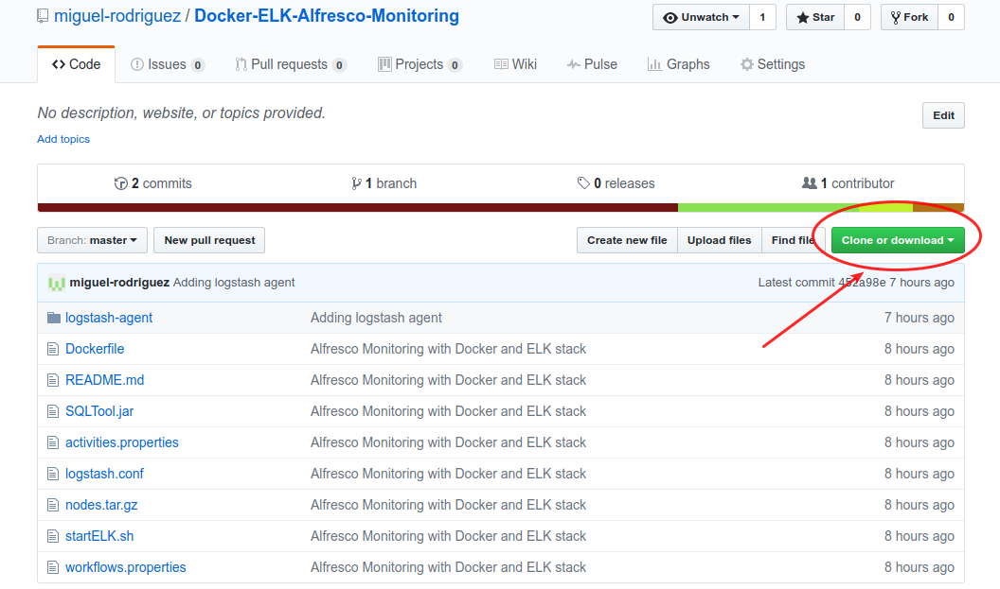 miguel-rodriguez / Docker-ELK-Alfresco-Monitoring Unwatch 1 Star 0 Fork 0
Code Issues 0 Pull requests 0 Projects 0 Wiki Pulse Graphs Settings
No description, website, or topics provided. Edit
Add topics
2 commits 1 branch 0 releases 1 contributor
Branch: master New pull request Create new file Upload files Find file Clone or download
miguel-rodriguez Adding logstash agent Latest commit 452a98e 7 hours ago
logstash-agent Adding logstash agent 7 hours ago
Dockerfile Alfresco Monitoring with Docker and ELK stack 8 hours ago
README.md Alfresco Monitoring with Docker and ELK stack 8 hours ago
SQLTool.jar Alfresco Monitoring with Docker and ELK stack 8 hours ago
activities.properties Alfresco Monitoring with Docker and ELK stack 8 hours ago
logstash.conf Alfresco Monitoring with Docker and ELK stack 8 hours ago
nodes.tar.gz Alfresco Monitoring with Docker and ELK stack 8 hours ago
startELK.sh Alfresco Monitoring with Docker and ELK stack 8 hours ago
workflows.properties Alfresco Monitoring with Docker and ELK stack 8 hours ago